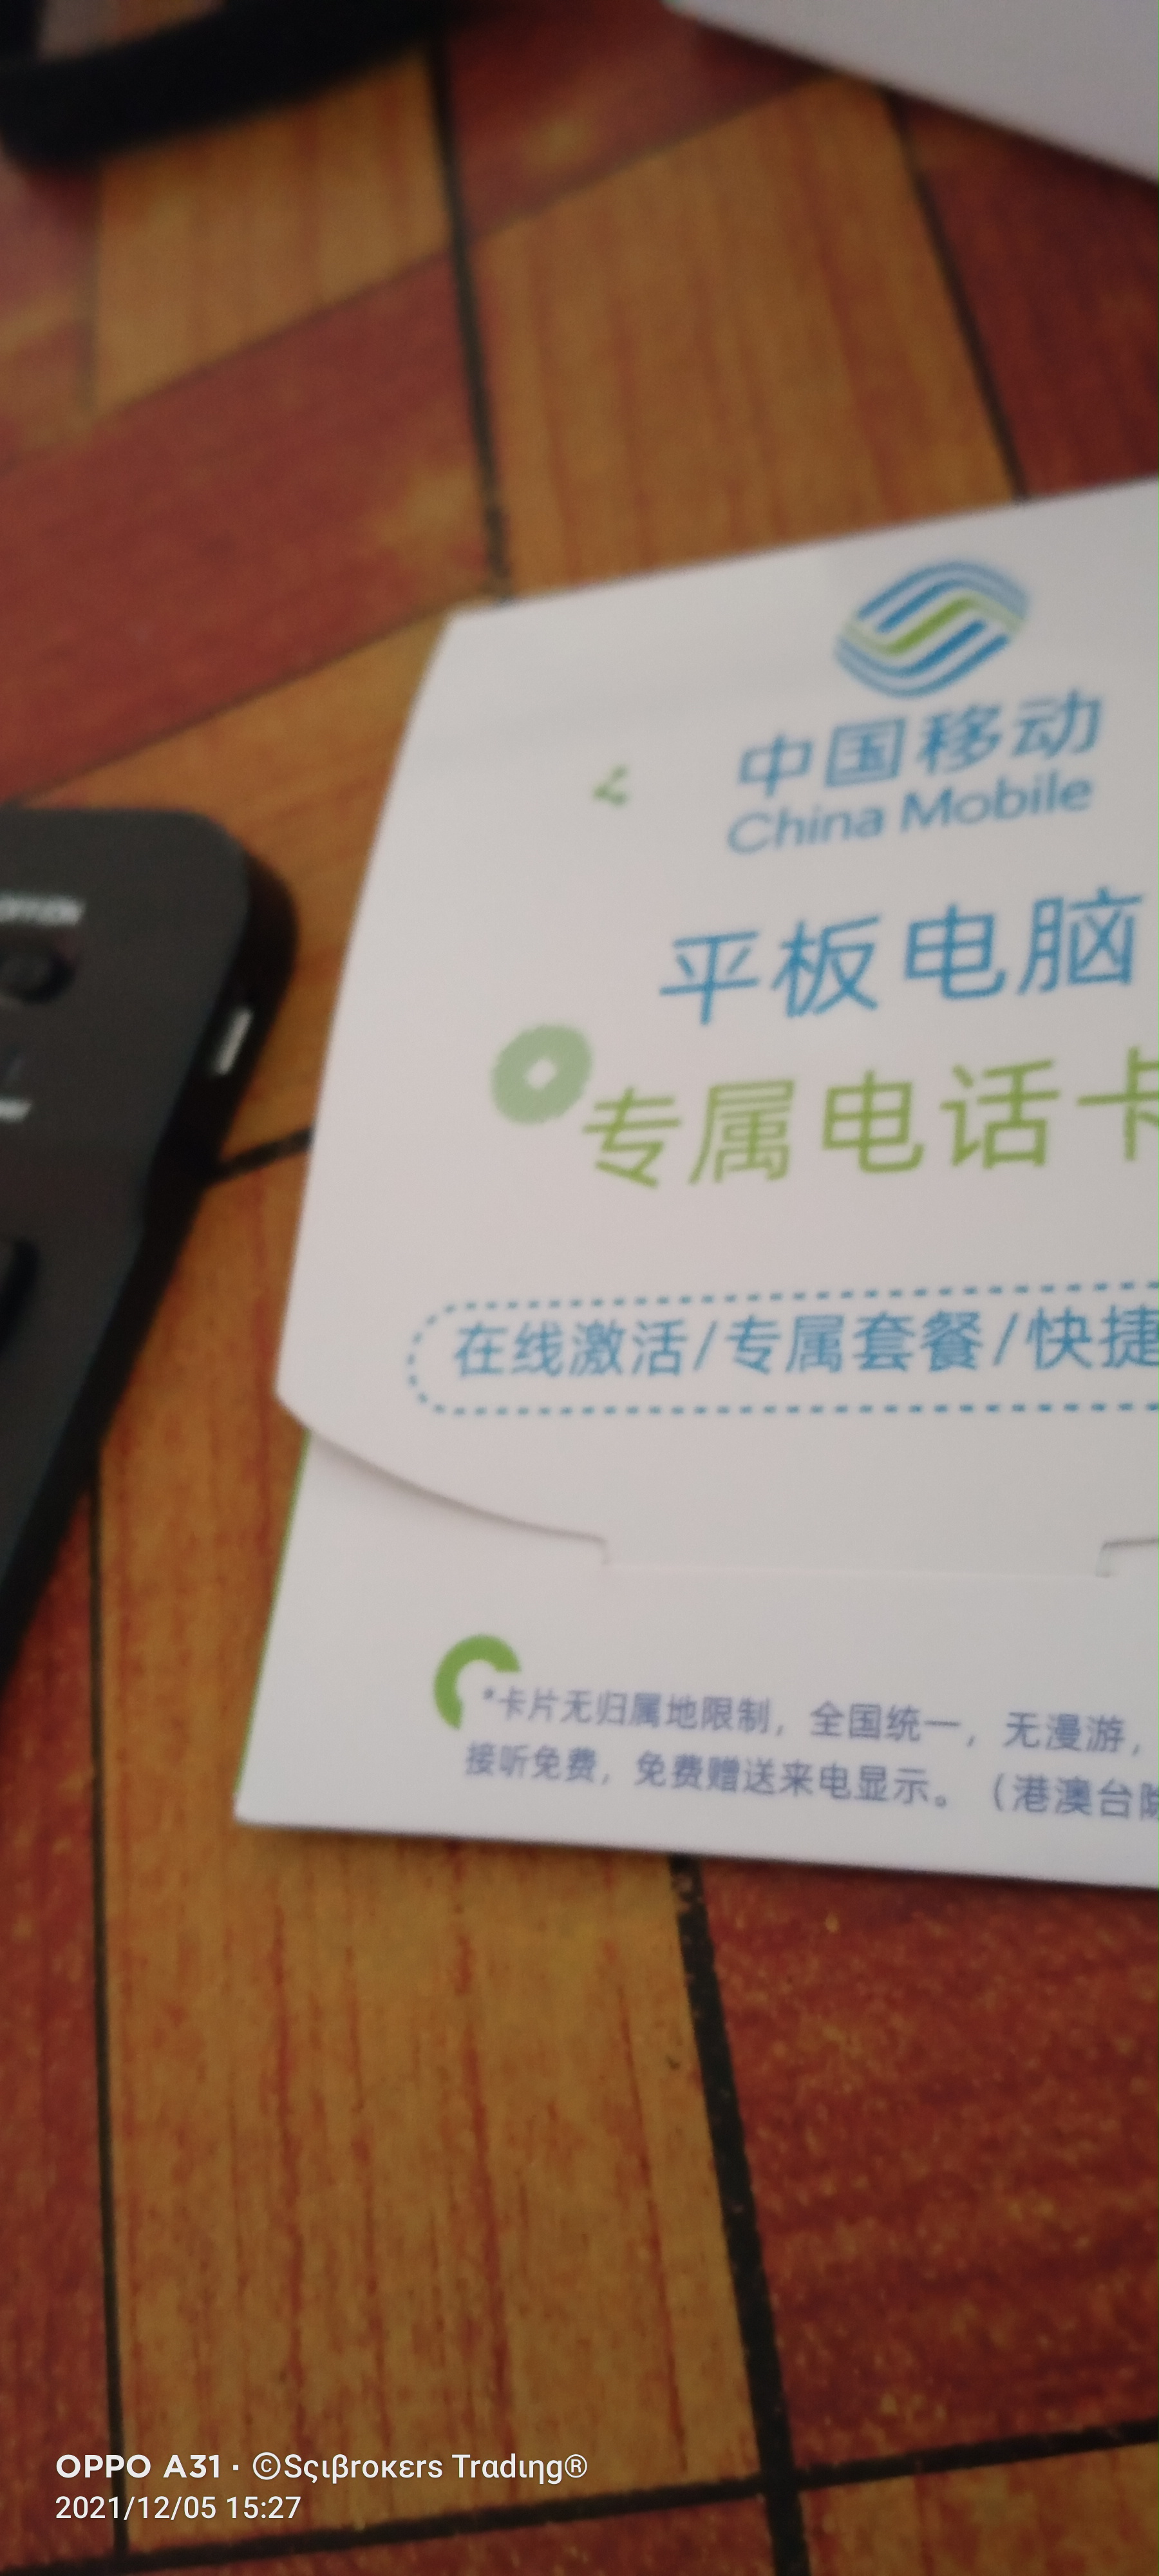 中国移动
China Mobile
平板电脑
专属电话卡
在线激活/专属套餐/快捷
*卡片无归属地限制，全国统一，无漫游，
接听免费，免费赠送来电显示。（港澳台除
OPPO A31 · ©Sςιβroκεrs Trαdιηg®
2021/12/05 15:27